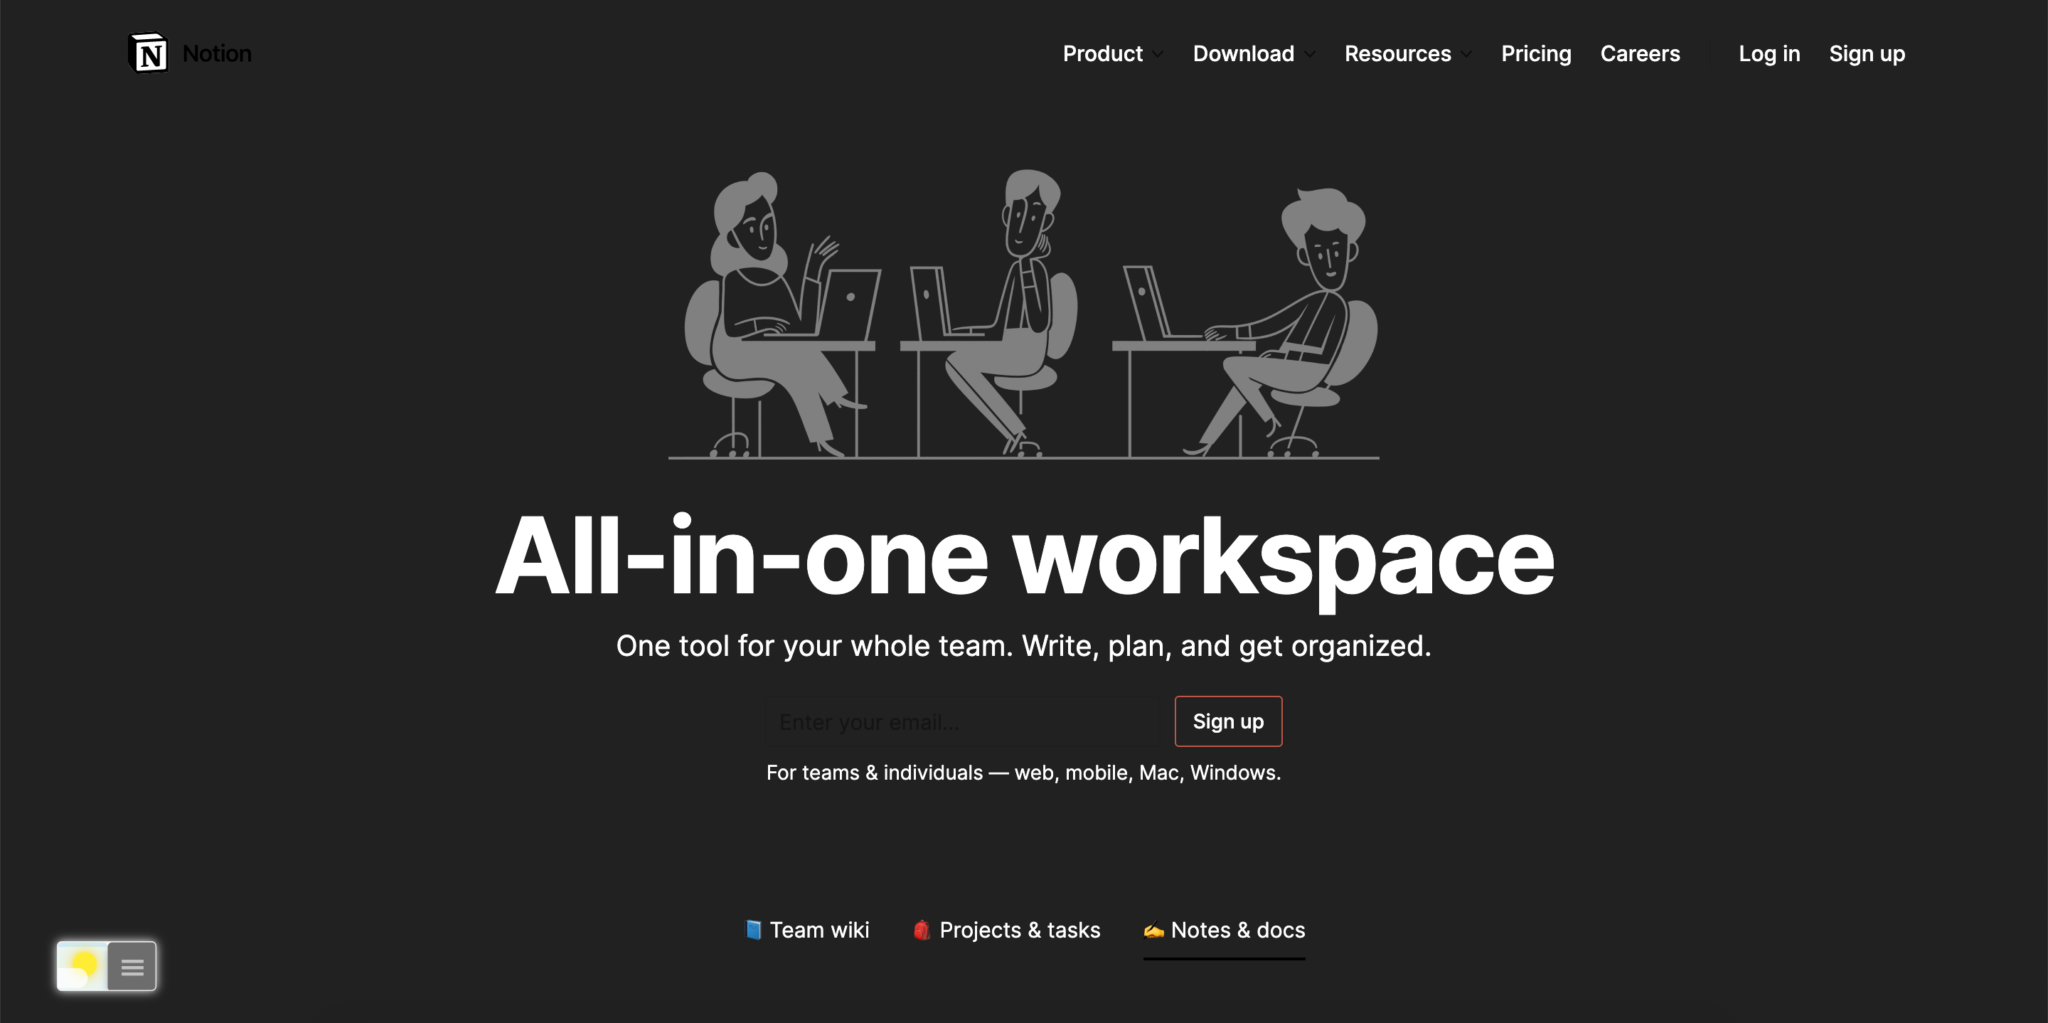 N Notion
Product Download Resources Pricing Careers Log in Sign up
All-in-one workspace
One tool for your whole team. Write, plan, and get organized.
Enter your email...
Sign up
For teams & individuals — web, mobile, Mac, Windows.
Team wiki Projects & tasks Notes & docs